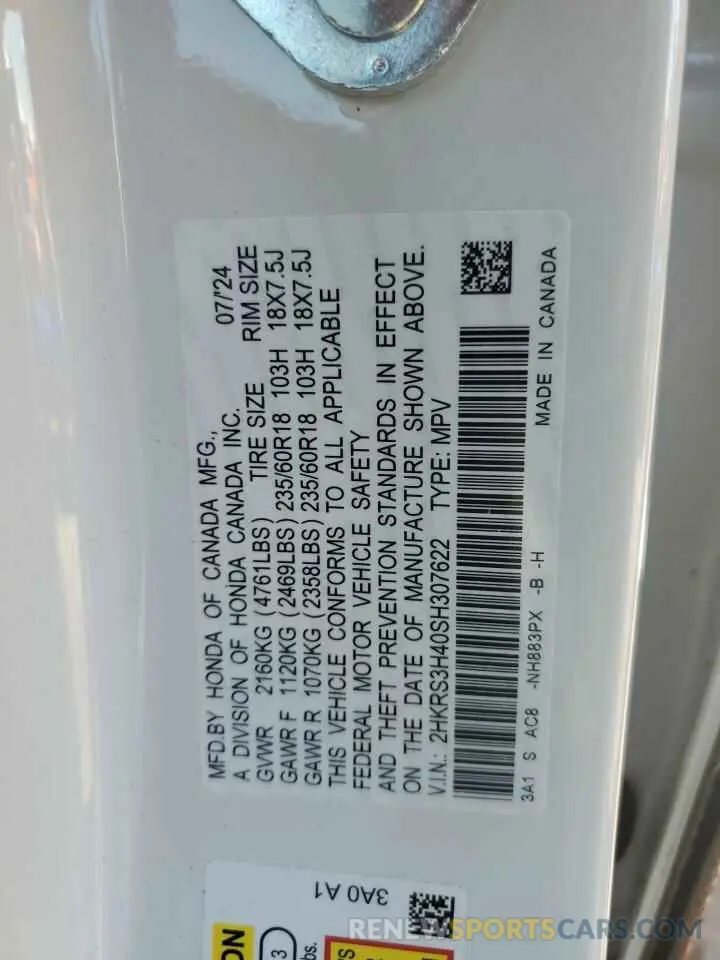 MFD.BY HONDA OF CANADA MFG.,
A DIVISION OF HONDA CANADA INC. 07/'24
GVWR 2160KG (4761LBS) TIRE SIZE RIM SIZE
GAWR F 1120KG (2469LBS) 235/60R18 103H 18X7.5J
GAWR R 1070KG (2358LBS) 235/60R18 103H 18X7.5J
THIS VEHICLE CONFORMS TO ALL APPLICABLE
FEDERAL MOTOR VEHICLE SAFETY
AND THEFT PREVENTION STANDARDS IN EFFECT
ON THE DATE OF MANUFACTURE SHOWN ABOVE.
V.I.N.: 2HKRS3H40SH307622 TYPE: MPV
3A1 S AC8 -NH883PX -B -H MADE IN CANADA
3A0 A1
ON
3
bs.
RENEWSPORTSCARS.COM